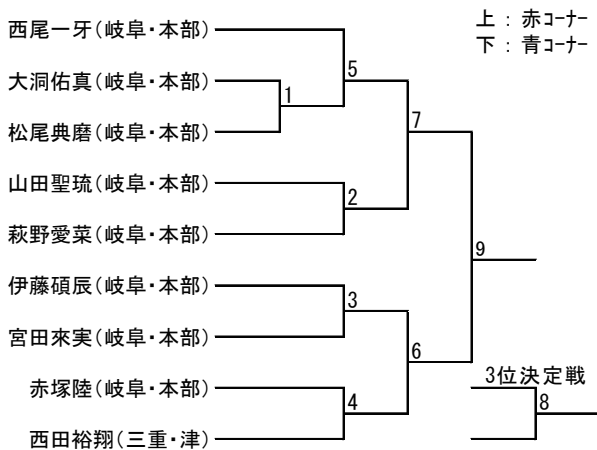 上 : 赤ｺｰﾅｰ
下 : 青ｺｰﾅｰ
西尾一牙(岐阜・本部)
5
大洞佑真(岐阜・本部)
1
7
松尾典磨(岐阜・本部)
山田聖琉(岐阜・本部)
2
萩野愛菜(岐阜・本部)
9
伊藤碩辰(岐阜・本部)
3
宮田來実(岐阜・本部)
6
赤塚陸(岐阜・本部)
3位決定戦
4
8
西田裕翔(三重・津)